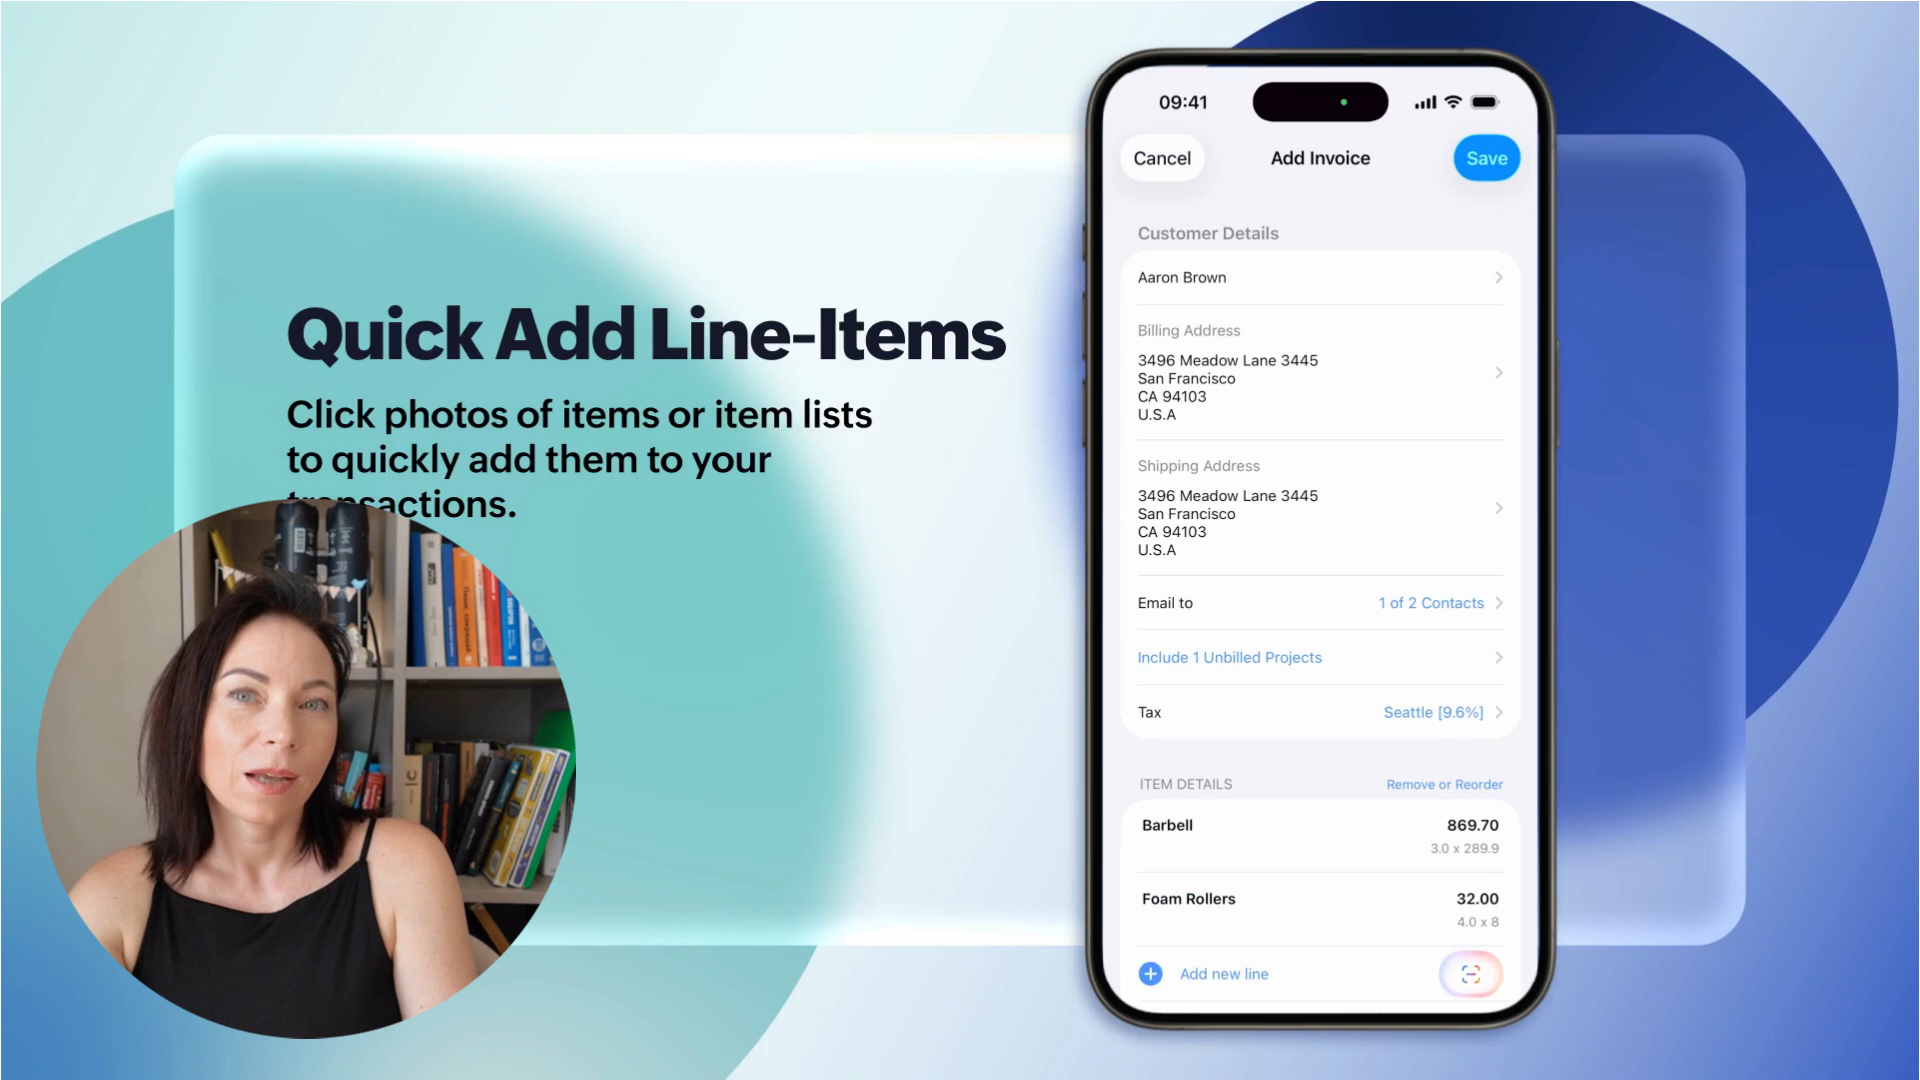 Quick Add Line-Items
Click photos of items or item lists
to quickly add them to your
transactions.
09:41
Cancel
Add Invoice
Save
Customer Details
Aaron Brown
Billing Address
3496 Meadow Lane 3445
San Francisco
CA 94103
U.S.A
Shipping Address
3496 Meadow Lane 3445
San Francisco
CA 94103
U.S.A
Email to
1 of 2 Contacts
Include 1 Unbilled Projects
Tax
Seattle [9.6%]
ITEM DETAILS
Remove or Reorder
Barbell
869.70
3.0 x 289.9
Foam Rollers
32.00
4.0 x 8
Add new line